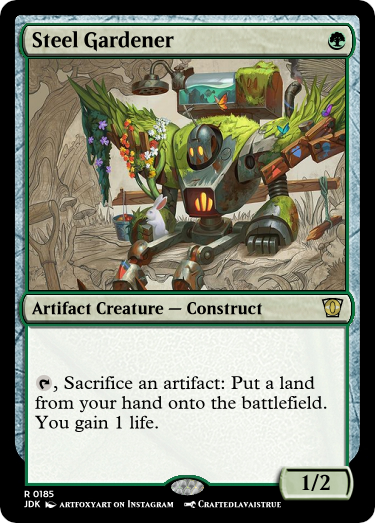 Steel Gardener
Artifact Creature — Construct
, Sacrifice an artifact: Put a land
from your hand onto the battlefield.
You gain 1 life.
1/2
R 0185
JDK artfoxyart on Instagram Craftedlavaistrue